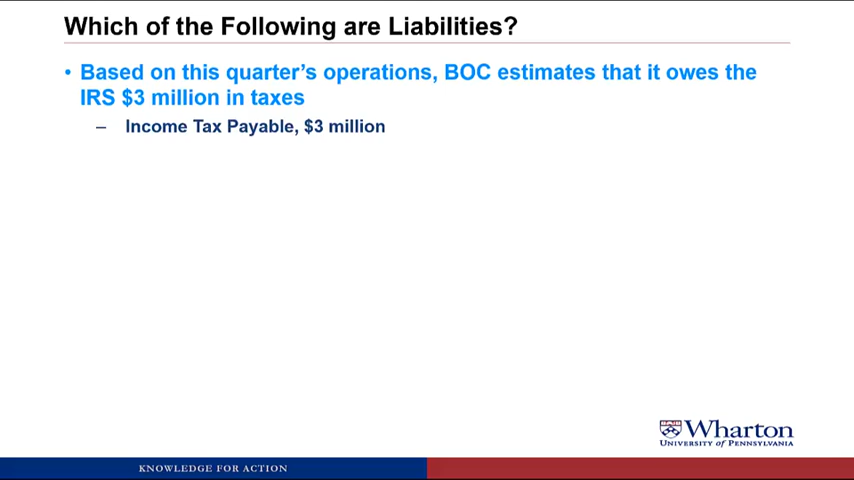 Which of the Following are Liabilities?
• Based on this quarter's operations, BOC estimates that it owes the
IRS $3 million in taxes
– Income Tax Payable, $3 million
Wharton
UNIVERSITY of PENNSYLVANIA
KNOWLEDGE FOR ACTION